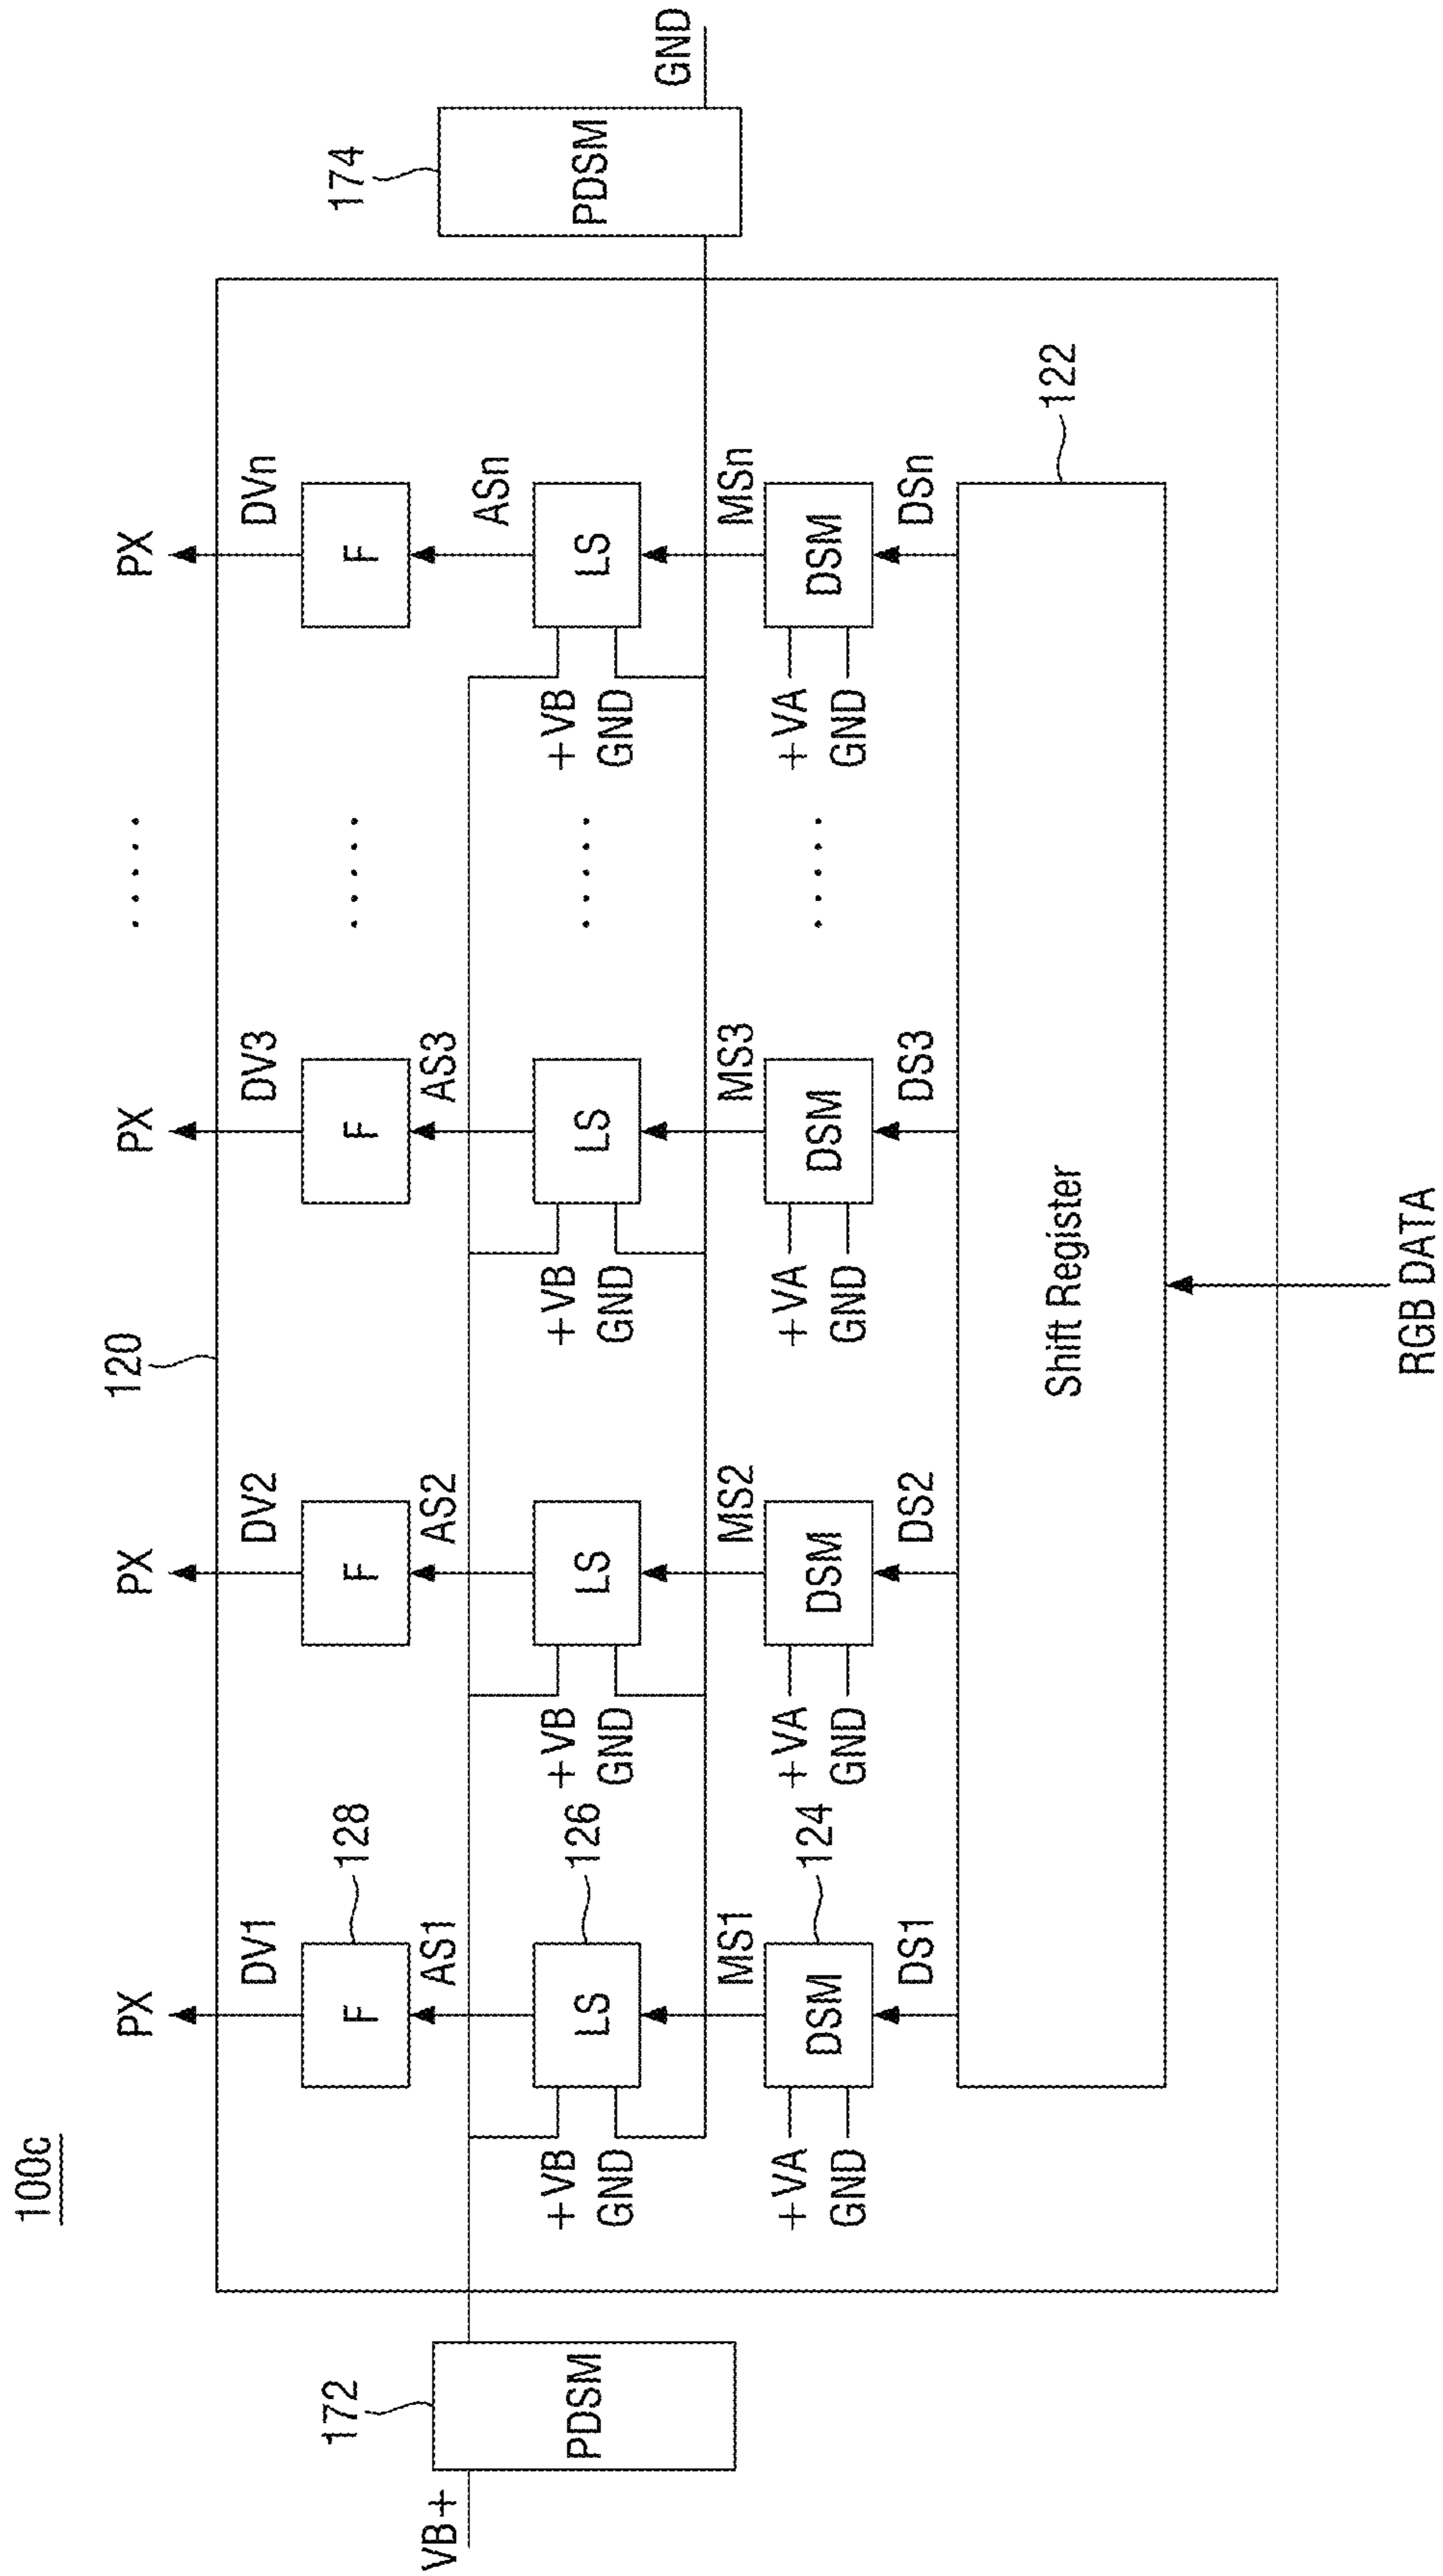 100c
120
PX PX PX ..... PX
DV1 DV2 DV3 DVn
F F F ..... F
128
AS1 AS2 AS3 ASn
VB+
172
PDSM
174
PDSM
GND
LS LS LS ..... LS
126
+VB +VB +VB +VB
GND GND GND GND
MS1 MS2 MS3 MSn
DSM DSM DSM ..... DSM
124
+VA +VA +VA +VA
GND GND GND GND
DS1 DS2 DS3 DSn
Shift Register
122
RGB DATA